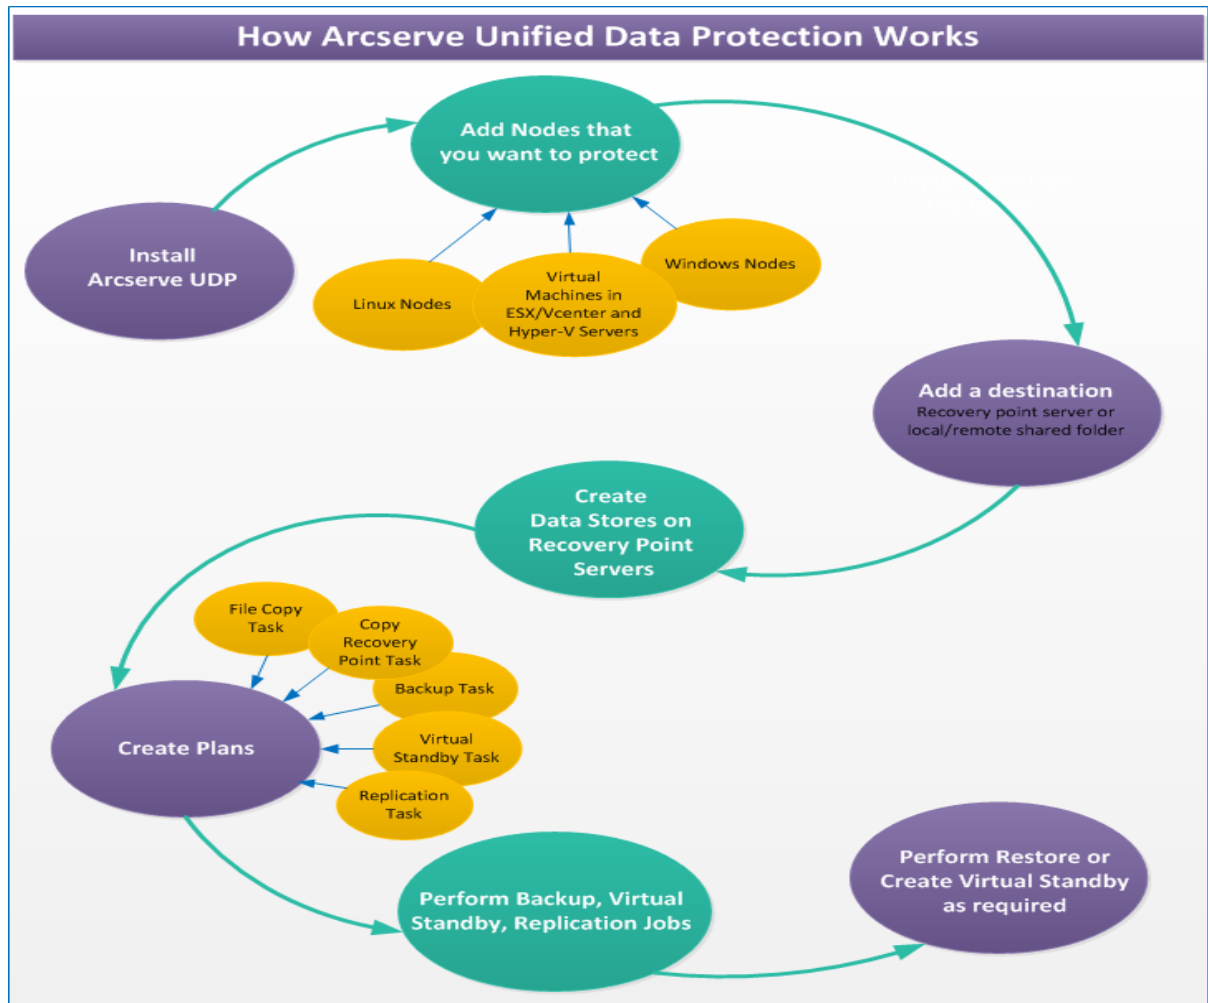 How Arcserve Unified Data Protection Works
Add Nodes that
you want to protect
Install
Arcserve UDP
Linux Nodes
Virtual
Machines in
ESX/Vcenter and
Hyper-V Servers
Windows Nodes
Add a destination
Recovery point server or
local/remote shared folder
Create
Data Stores on
Recovery Point
Servers
File Copy
Task
Copy
Recovery
Point Task
Backup Task
Virtual
Standby Task
Replication
Task
Create Plans
Perform Backup, Virtual
Standby, Replication Jobs
Perform Restore or
Create Virtual Standby
as required